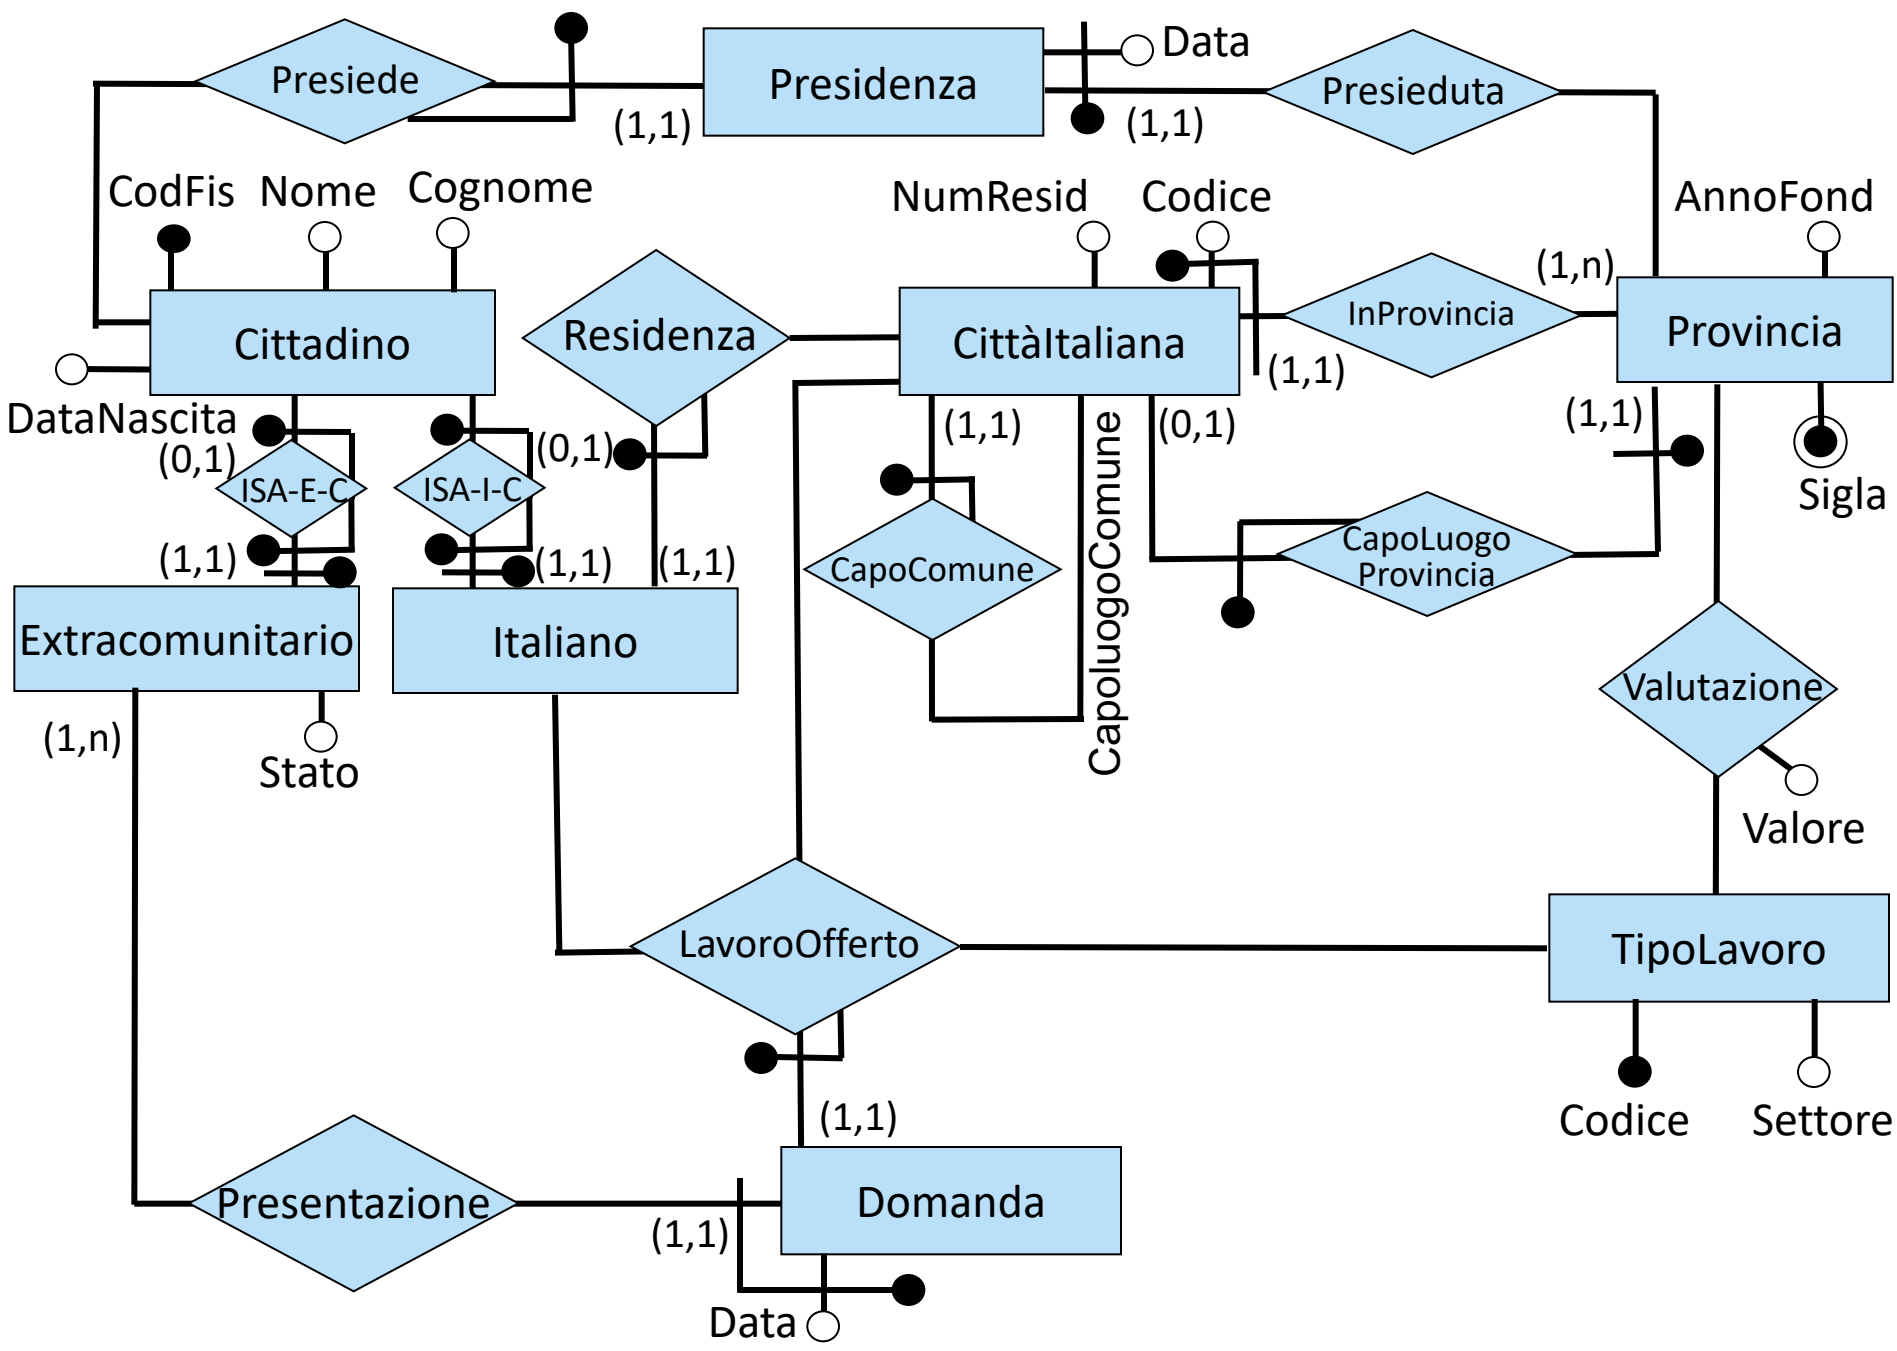 Presiede
Presidenza
Data
Presieduta
(1,1)
(1,1)
CodFis
Nome
Cognome
NumResid
Codice
AnnoFond
(1,n)
Cittadino
Residenza
CittàItaliana
InProvincia
Provincia
(1,1)
DataNascita
(0,1)
(0,1)
(1,1)
CapoluogoComune
(0,1)
(1,1)
ISA-E-C
ISA-I-C
Sigla
(1,1)
(1,1)
(1,1)
CapoComune
CapoLuogo
Provincia
Extracomunitario
Italiano
Valutazione
(1,n)
Stato
Valore
LavoroOfferto
TipoLavoro
(1,1)
Codice
Settore
Presentazione
(1,1)
Domanda
Data